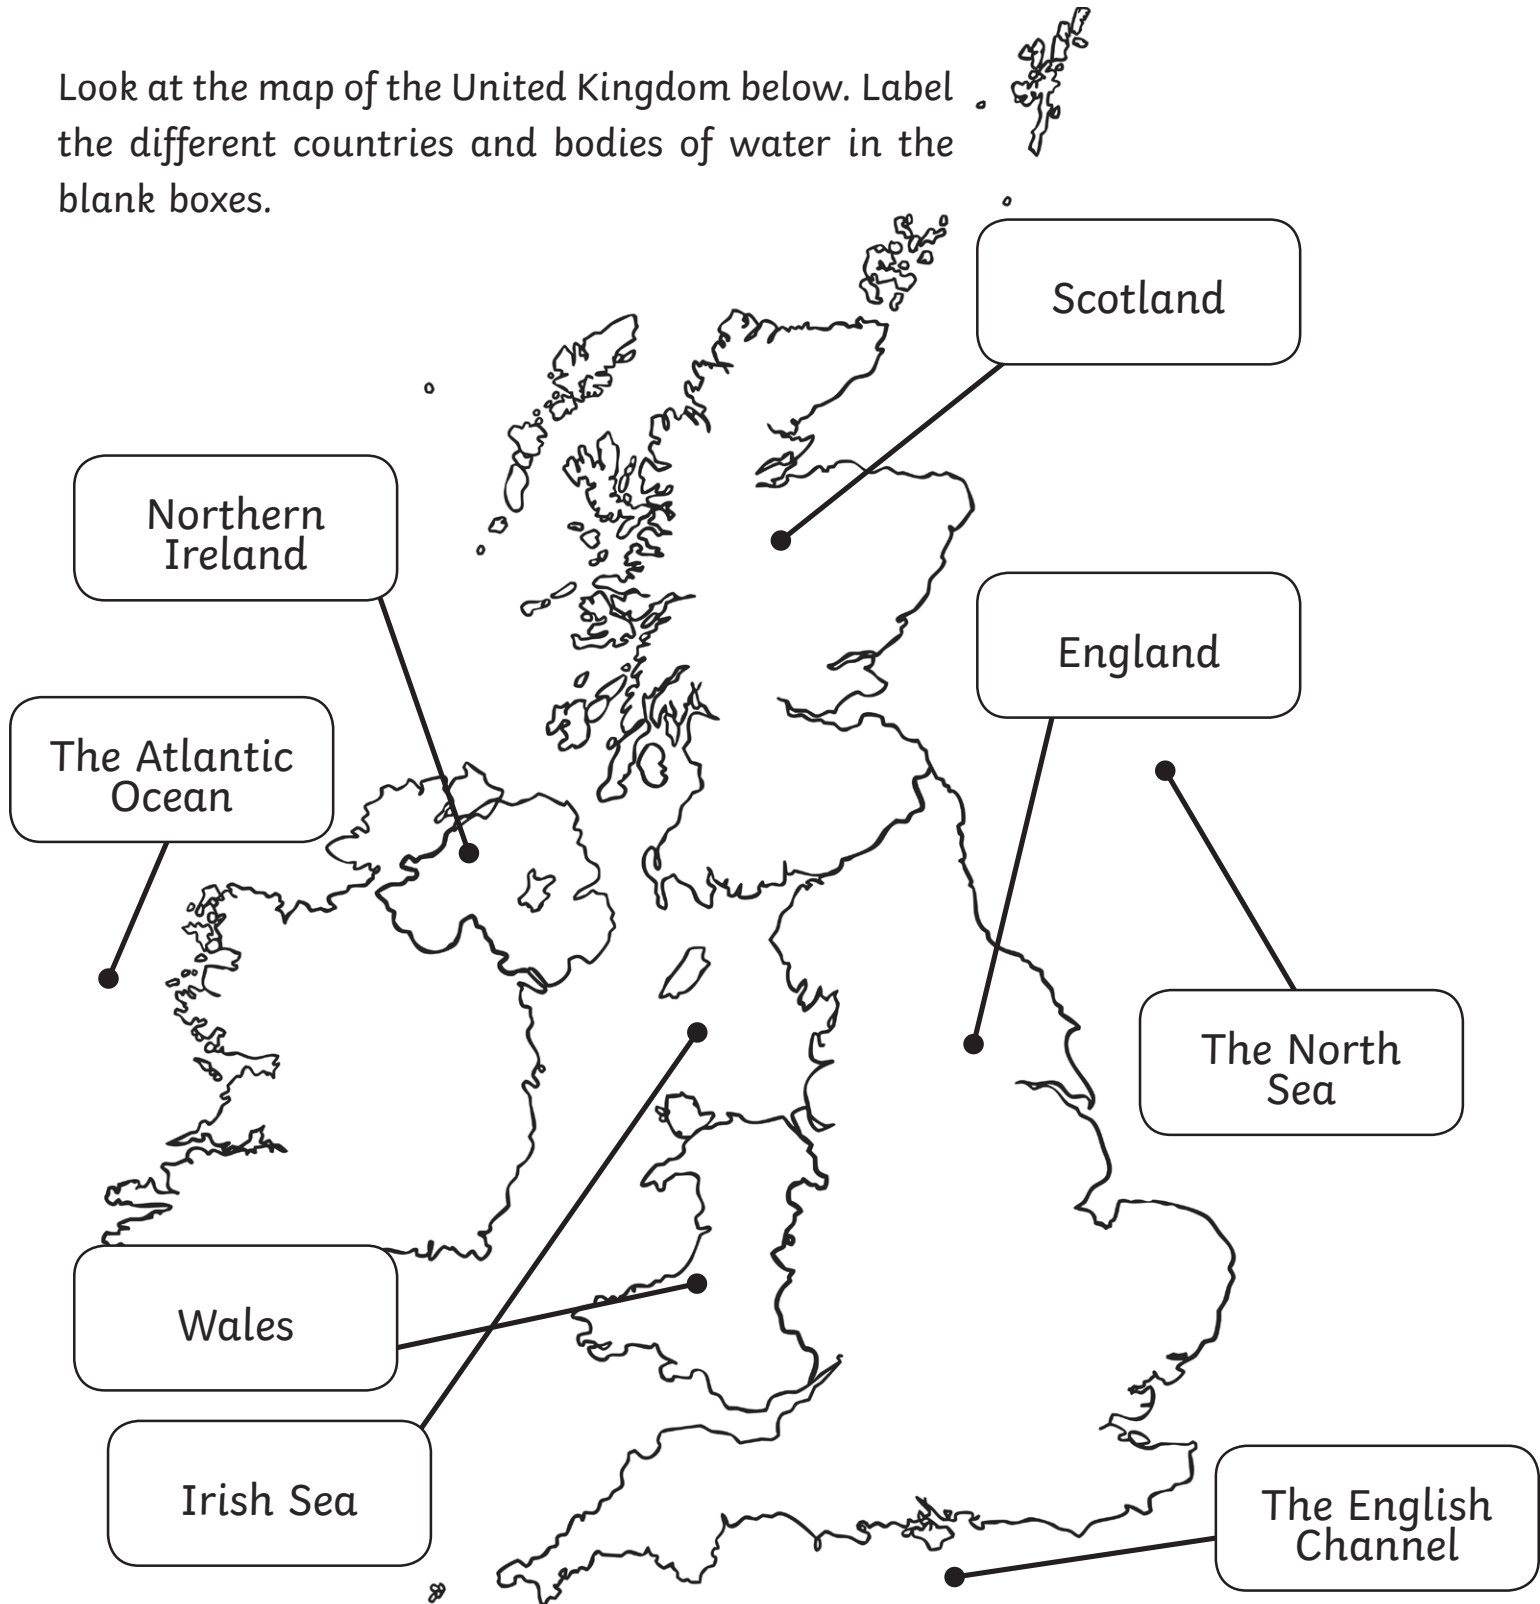 Look at the map of the United Kingdom below. Label
the different countries and bodies of water in the
blank boxes.
Scotland
Northern
Ireland
England
The Atlantic
Ocean
The North
Sea
Wales
Irish Sea
The English
Channel